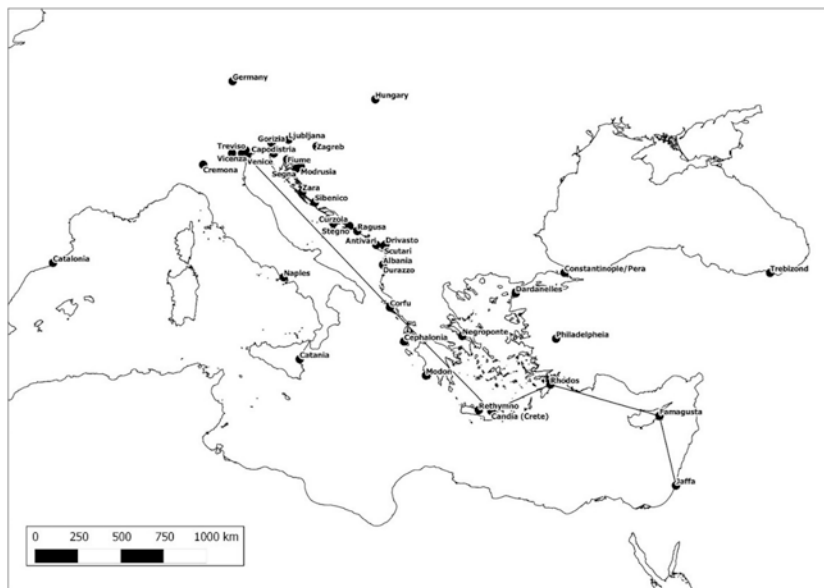 Germany
Hungary
Ljubljana
Gorizia
Zagreb
Treviso
Capodistria
Vicenza
Venice
Fiume
Cremona
Segna
Modrusia
Zara
Sibenico
Curzola
Ragusa
Stegno
Antivari
Drivasto
Scutari
Albania
Durazzo
Catalonia
Naples
Constantinople/Pera
Trebizond
Dardanelles
Corfu
Negroponte
Philadelpheia
Cephalonia
Catania
Modon
Rhodos
Rethymno
Candia (Crete)
Famagusta
Jaffa
0 250 500 750 1000 km